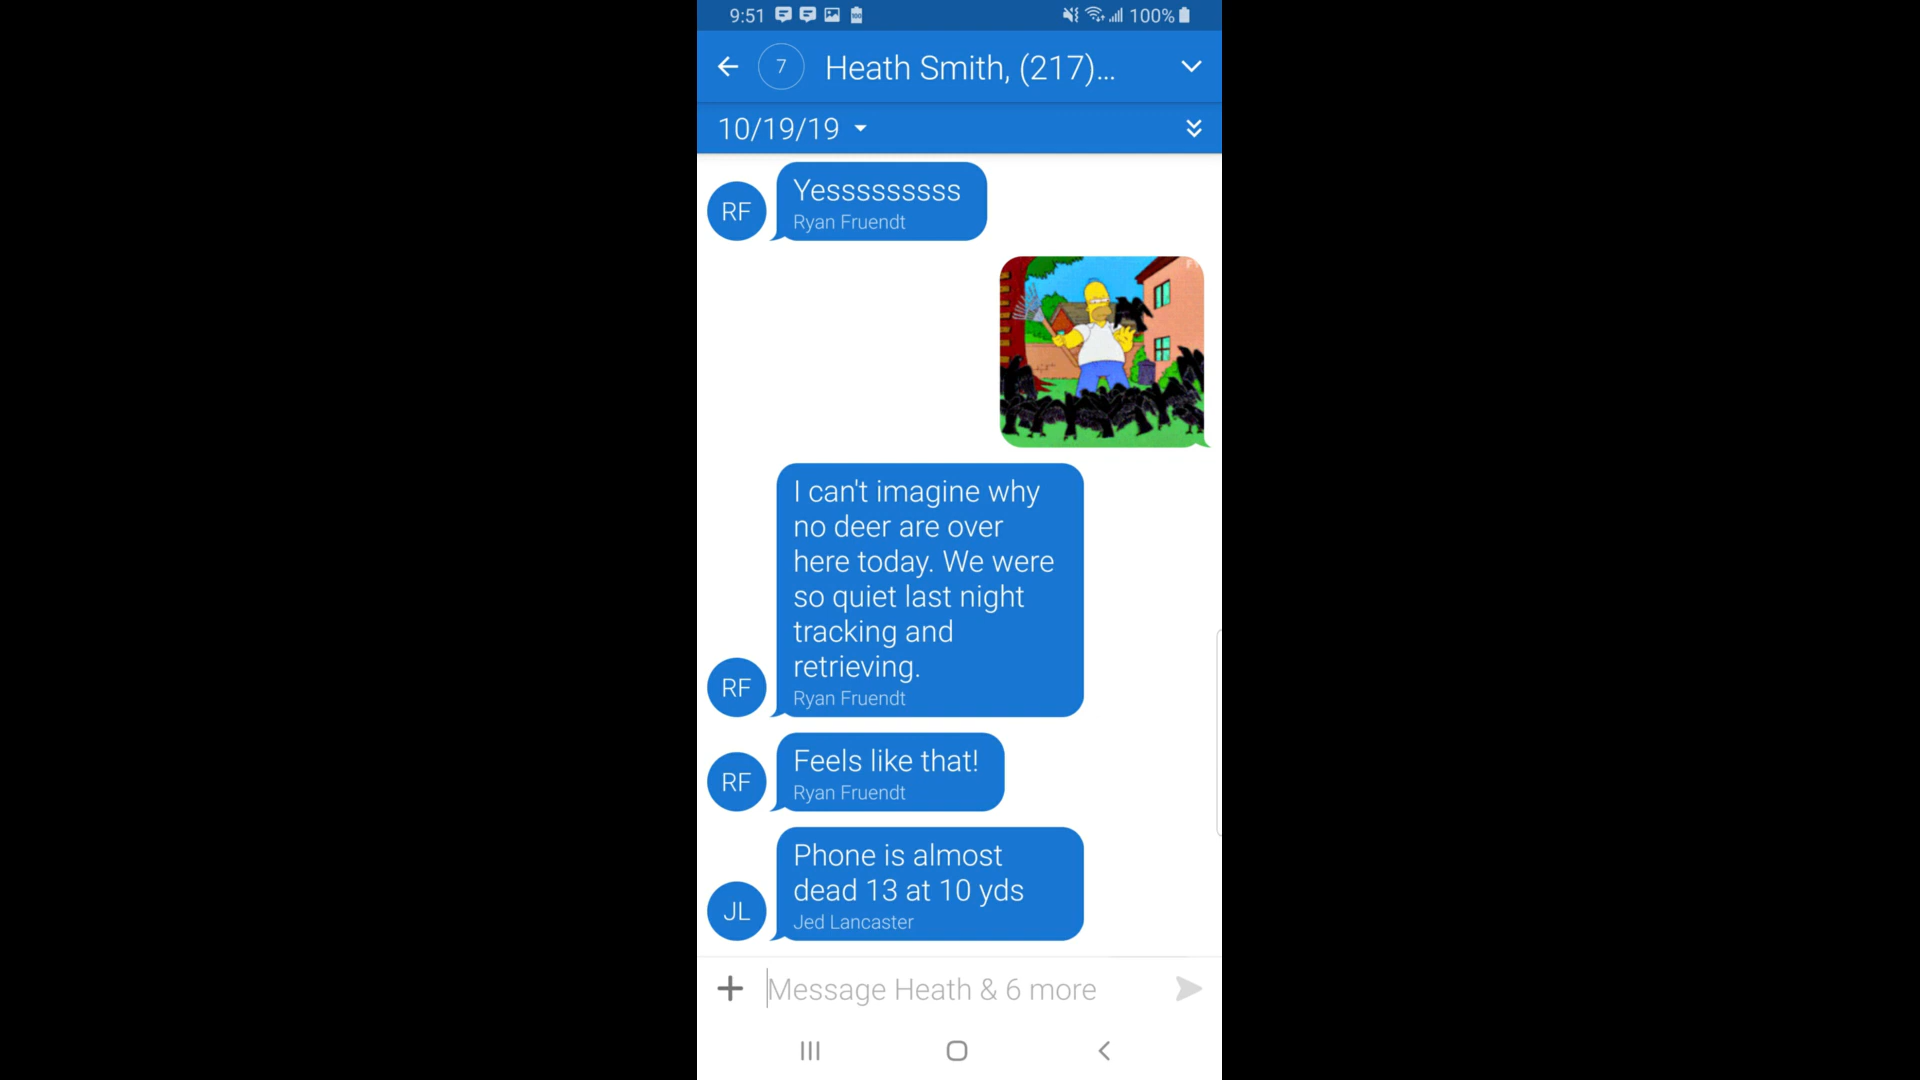 9:51 100%
7 Heath Smith, (217)...
10/19/19
Yesssssssss
RF
Ryan Fruendt
I can't imagine why
no deer are over
here today. We were
so quiet last night
tracking and
retrieving.
RF
Ryan Fruendt
Feels like that!
RF
Ryan Fruendt
Phone is almost
dead 13 at 10 yds
JL
Jed Lancaster
Message Heath & 6 more